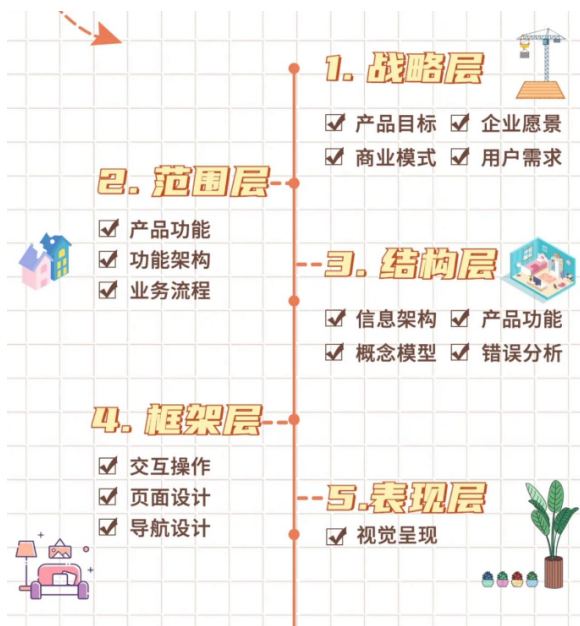 1. 战略层
产品目标 企业愿景
商业模式 用户需求
2. 范围层
产品功能
功能架构
业务流程
3. 结构层
信息架构 产品功能
概念模型 错误分析
4. 框架层
交互操作
页面设计
导航设计
5.表现层
视觉呈现